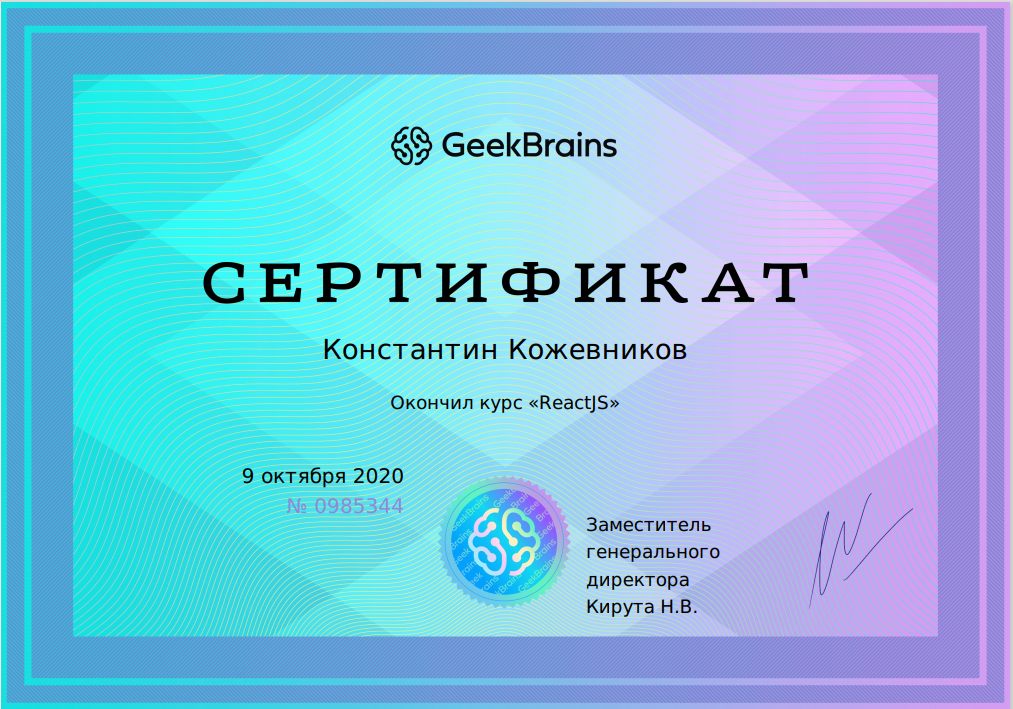 GeekBrains
СЕРТИФИКАТ
Константин Кожевников
Окончил курс «ReactJS»
9 октября 2020
№ 0985344
Заместитель
генерального
директора
Кирута Н.В.